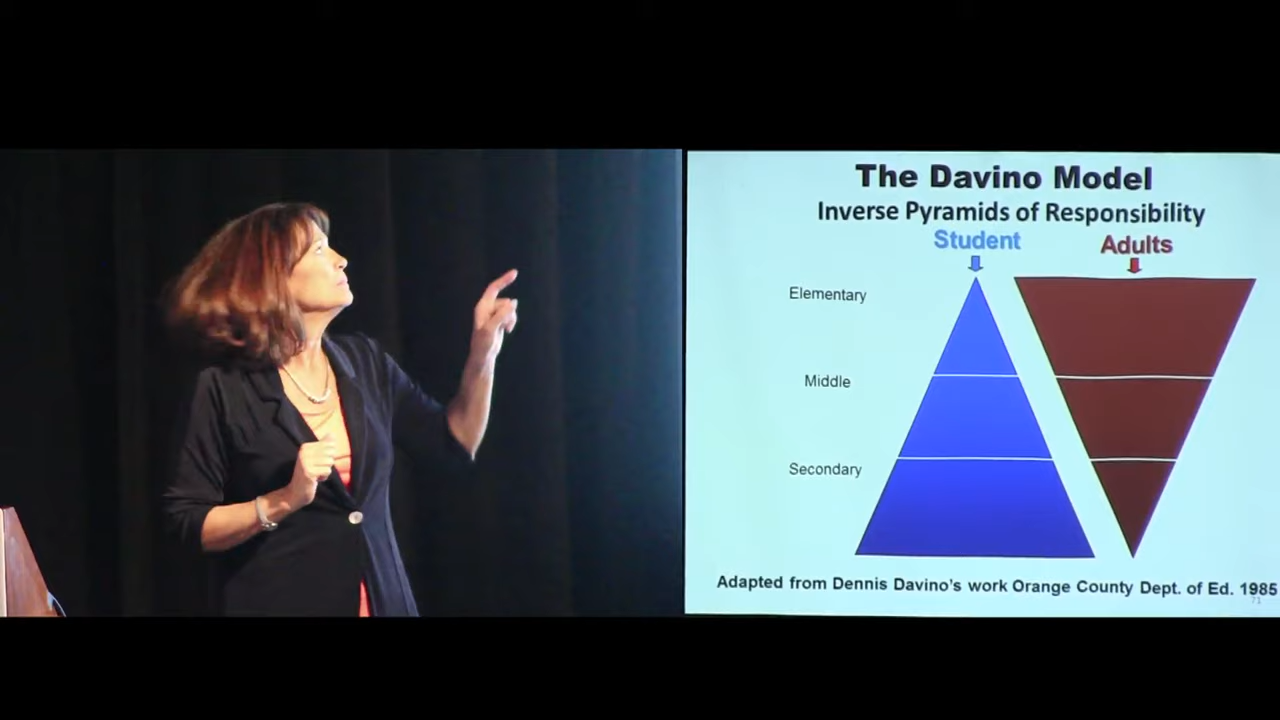 The Davino Model
Inverse Pyramids of Responsibility
Student Adults
Elementary
Middle
Secondary
Adapted from Dennis Davino's work Orange County Dept. of Ed. 1985
71